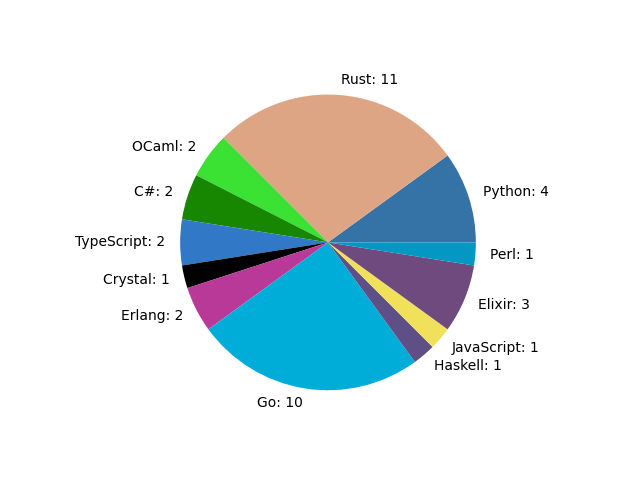 Rust: 11
OCaml: 2
Python: 4
C#: 2
TypeScript: 2
Perl: 1
Crystal: 1
Elixir: 3
Erlang: 2
JavaScript: 1
Haskell: 1
Go: 10